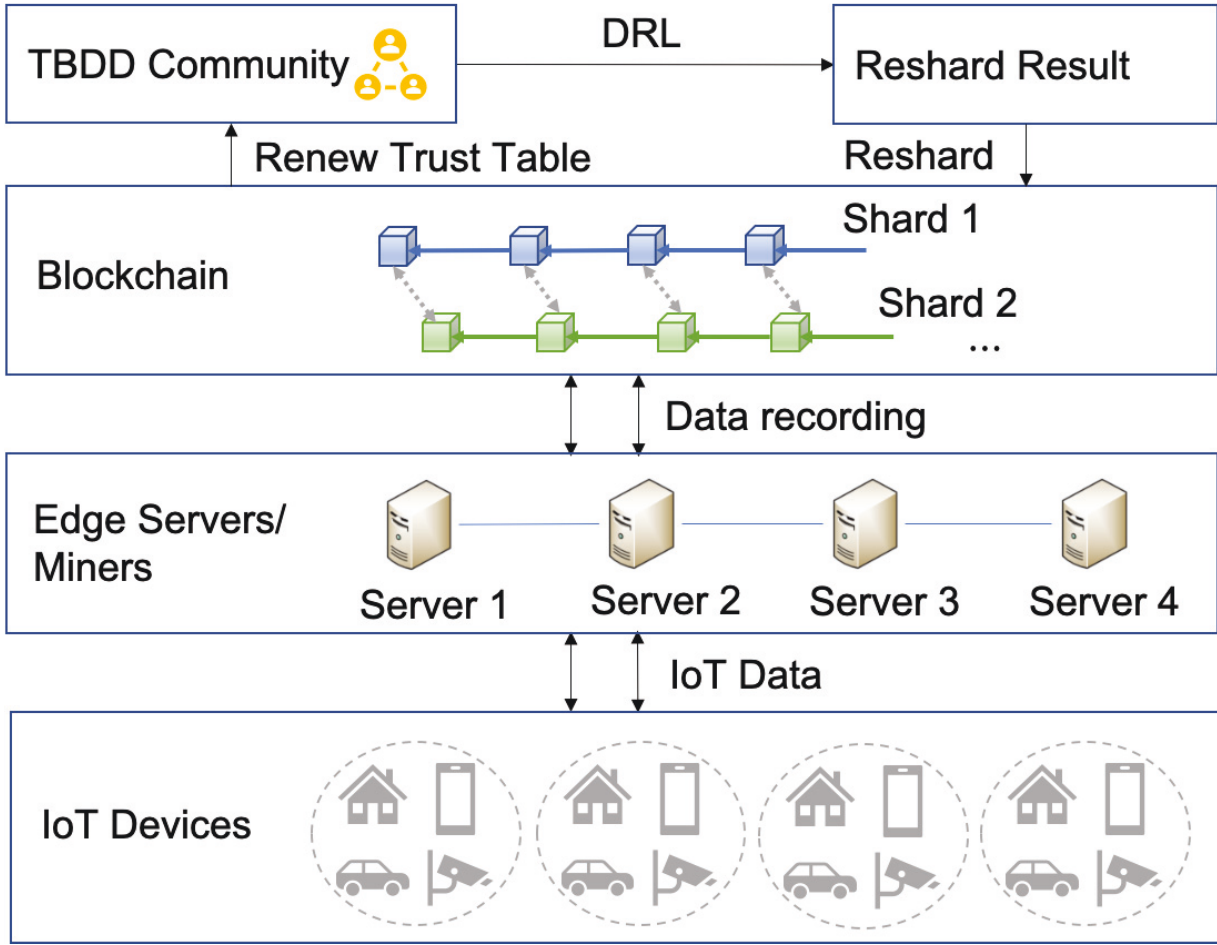 TBDD Community
DRL
Reshard Result
Renew Trust Table
Reshard
Blockchain
Shard 1
Shard 2
...
Data recording
Edge Servers/
Miners
Server 1
Server 2
Server 3
Server 4
IoT Data
IoT Devices